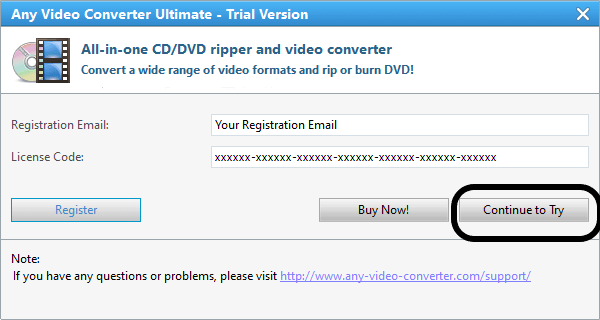 Any Video Converter Ultimate - Trial Version
All-in-one CD/DVD ripper and video converter
Convert a wide range of video formats and rip or burn DVD!
Registration Email: Your Registration Email
License Code: xxxxxx-xxxxxx-xxxxxx-xxxxxx-xxxxxx-xxxxxx-xxxxxx
Register Buy Now! Continue to Try
Note:
If you have any questions or problems, please visit http://www.any-video-converter.com/support/